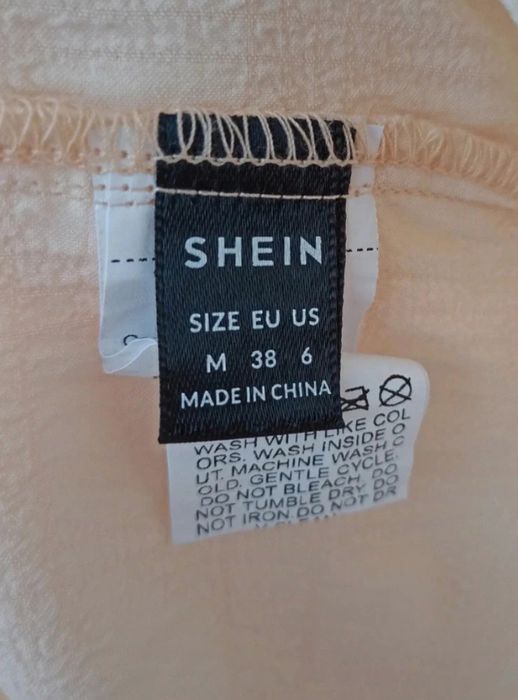 SHEIN
SIZE EU US
M 38 6
MADE IN CHINA
WASH WITH LIKE COL
ORS. WASH INSIDE O
UT. MACHINE WASH C
OLD. GENTLE CYCLE.
DO NOT BLEACH. DO
NOT TUMBLE DRY. DO
NOT IRON. DO NOT DR